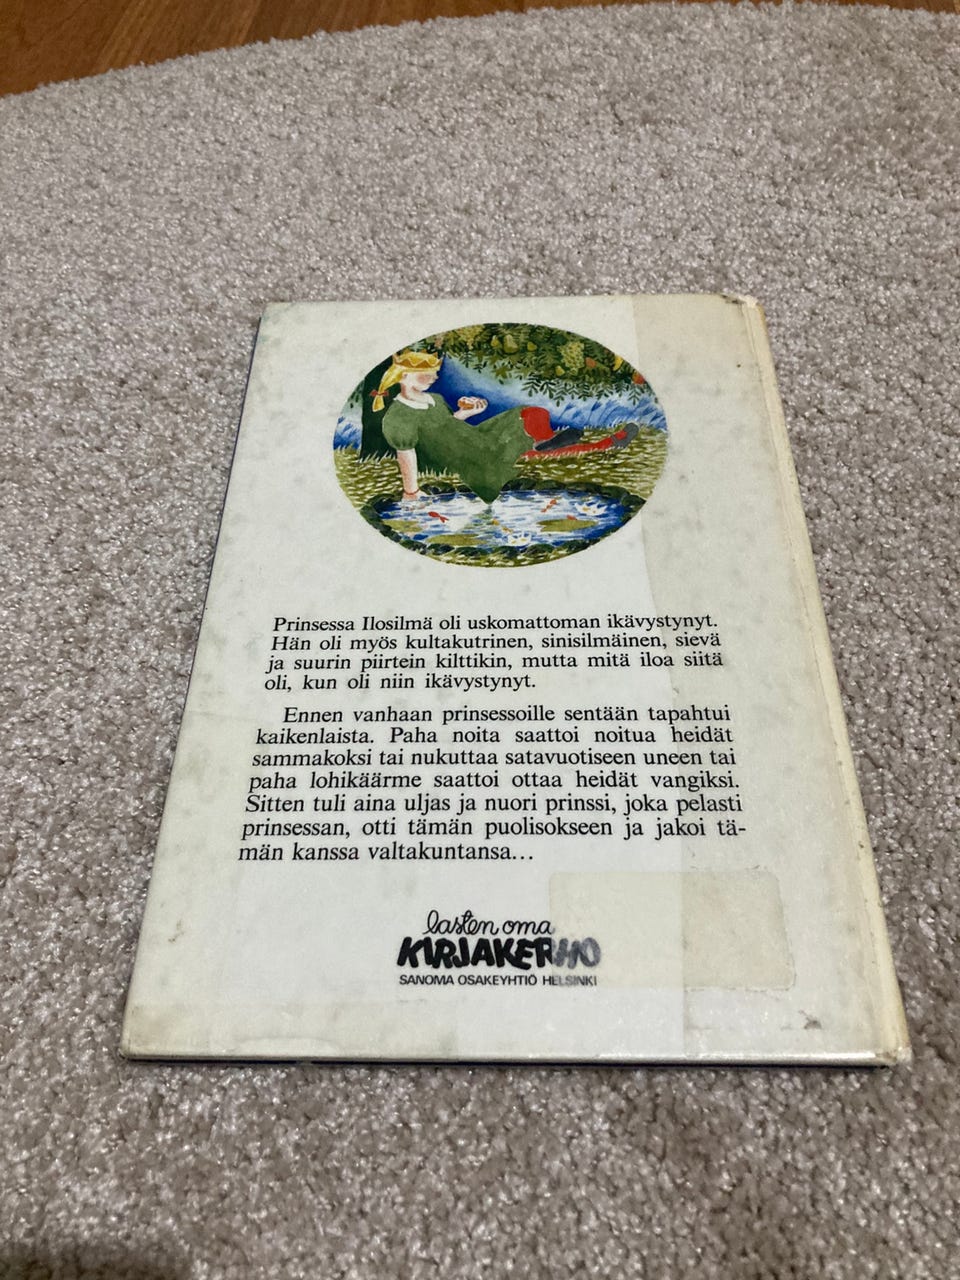 Prinsessa Ilosilmä oli uskomattoman ikävystynyt.
Hän oli myös kultakutrinen, sinisilmäinen, sievä
ja suurin piirtein kilttikin, mutta mitä iloa siitä
oli, kun oli niin ikävystynyt.
Ennen vanhaan prinsessoille sentään tapahtui
kaikenlaista. Paha noita saattoi noitua heidät
sammakoksi tai nukuttaa satavuotiseen uneen tai
paha lohikäärme saattoi ottaa heidät vangiksi.
Sitten tuli aina uljas ja nuori prinssi, joka pelasti
prinsessan, otti tämän puolisokseen ja jakoi tä-
män kanssa valtakuntansa...
lasten oma
KIRJAKERHO
SANOMA OSAKEYHTIÖ HELSINKI